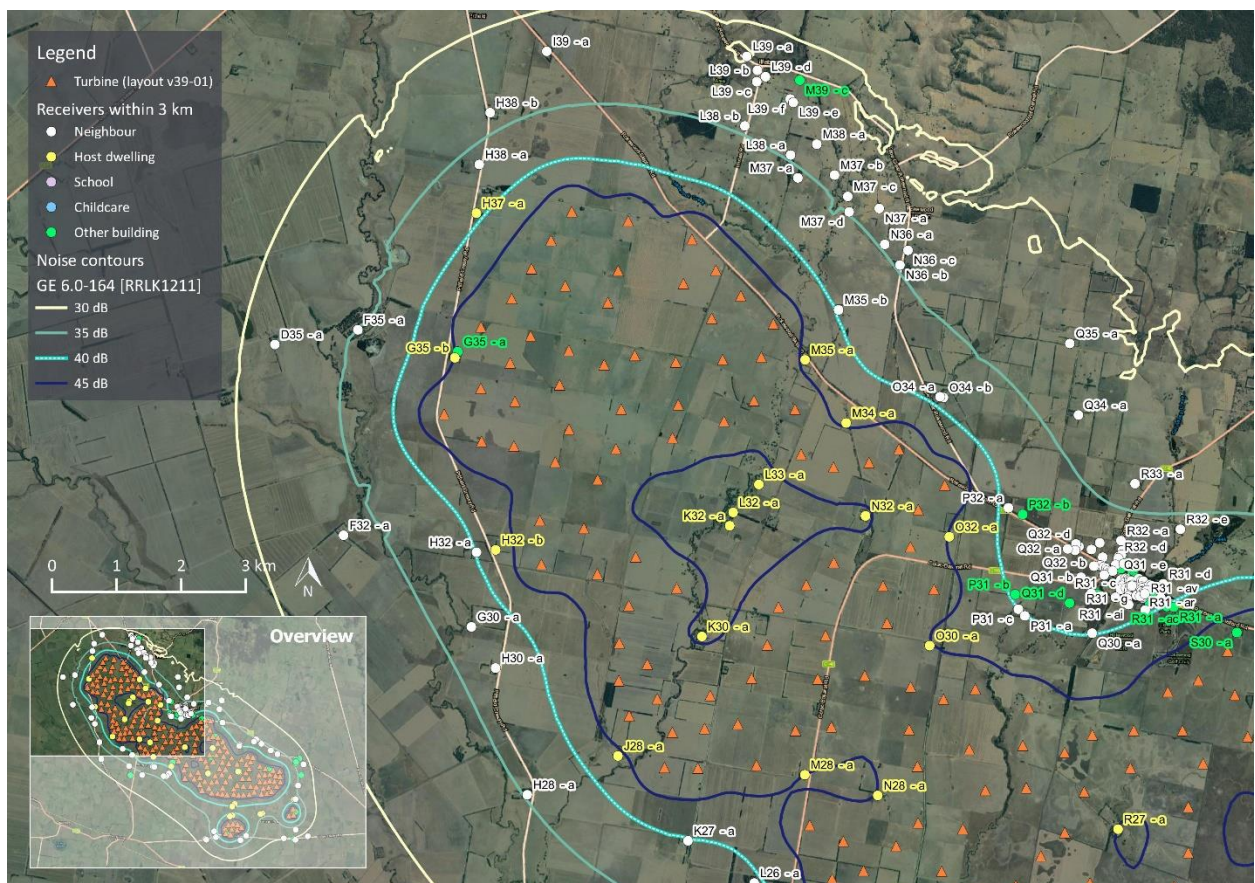 Legend
Turbine (layout v39-01)
Receivers within 3 km
Neighbour
Host dwelling
School
Childcare
Other building
Noise contours
GE 6.0-164 [RRLK1211]
30 dB
35 dB
40 dB
45 dB
I39 - a
L39 - a
L39 - b
L39 - d
L39 - c
M39 - c
H38 - b
L39 - f
L39 - e
L38 - b
M38 - a
H38 - a
L38 - a
M37 - a
M37 - b
M37 - c
H37 - a
M37 - d
N37 - a
N36 - a
N36 - c
N36 - b
M35 - b
F35 - a
D35 - a
G35 - a
G35 - b
M35 - a
Q35 - a
O34 - a
O34 - b
M34 - a
Q34 - a
L33 - a
R33 - a
L32 - a
K32 - a
N32 - a
P32 - a
P32 - b
O32 - a
F32 - a
H32 - a
H32 - b
Q32 - d
Q32 - a
Q32 - b
R32 - a
R32 - e
R32 - d
Q31 - e
Q31 - b
R31 - c
R31 - d
P31 - b
Q31 - d
R31 - g
R31 - av
R31 - ar
P31 - c
P31 - a
R31 - ac
R31 - a
Q30 - a
S30 - a
G30 - a
K30 - a
O30 - a
H30 - a
J28 - a
M28 - a
N28 - a
H28 - a
K27 - a
R27 - a
L26 - a
0 1 2 3 km
N
Overview